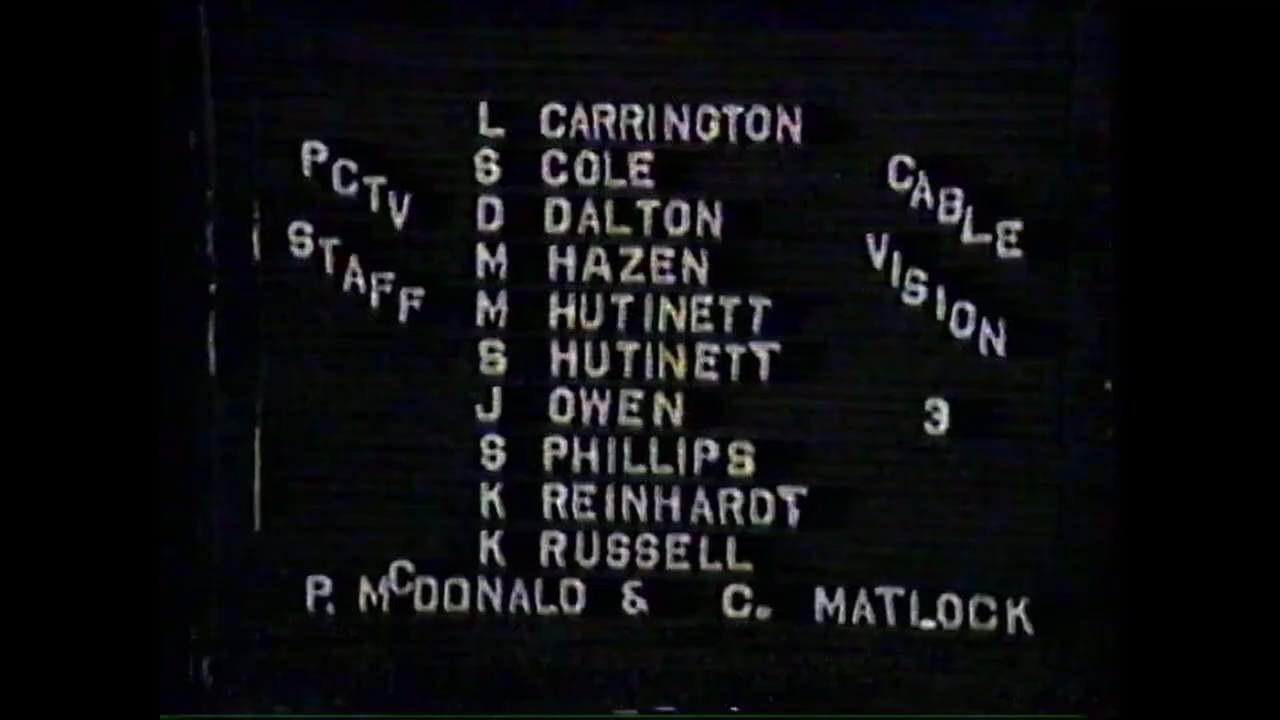 PCTV
STAFF
L CARRINGTON
S COLE
D DALTON
M HAZEN
M HUTINETT
S HUTINETT
J OWEN
S PHILLIPS
K REINHARDT
K RUSSELL
P. McDONALD & C. MATLOCK
CABLE
VISION
3